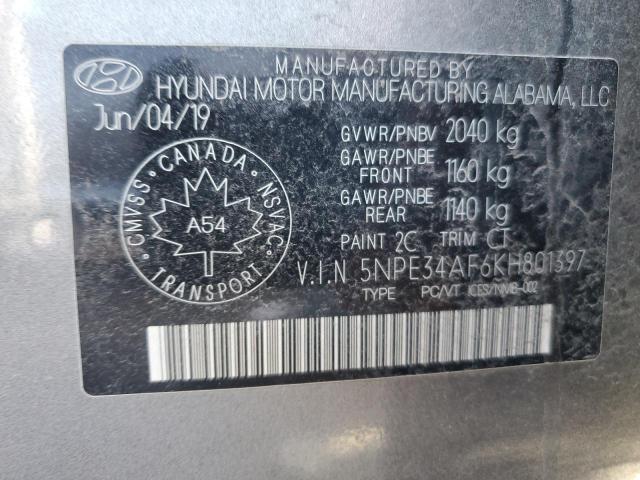 MANUFACTURED BY
HYUNDAI MOTOR MANUFACTURING ALABAMA, LLC
Jun/04/19
GVWR/PNBV 2040 kg
GAWR/PNBE FRONT 1160 kg
GAWR/PNBE REAR 1140 kg
PAINT 2C TRIM CT
V.I.N 5NPE34AF6KH801397
TYPE PC/VT ICES/NMB-002
CANADA
CMVSS NSVAC
A54
TRANSPORT